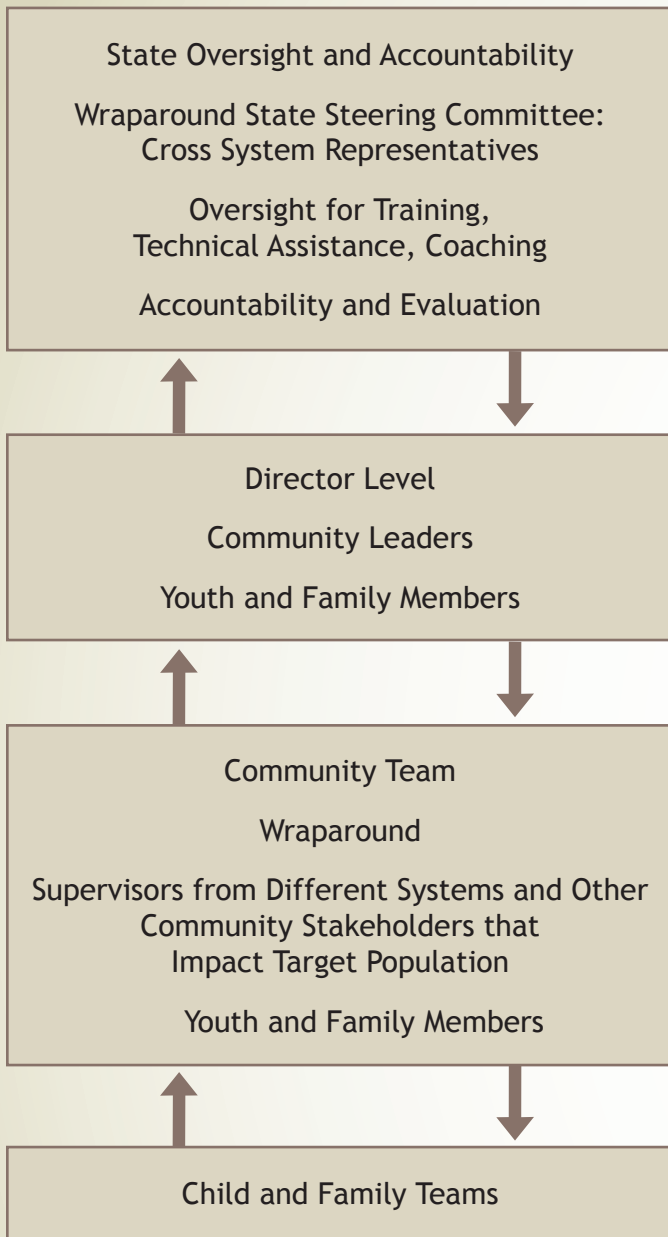 State Oversight and Accountability
Wraparound State Steering Committee:
Cross System Representatives
Oversight for Training,
Technical Assistance, Coaching
Accountability and Evaluation
Director Level
Community Leaders
Youth and Family Members
Community Team
Wraparound
Supervisors from Different Systems and Other
Community Stakeholders that
Impact Target Population
Youth and Family Members
Child and Family Teams